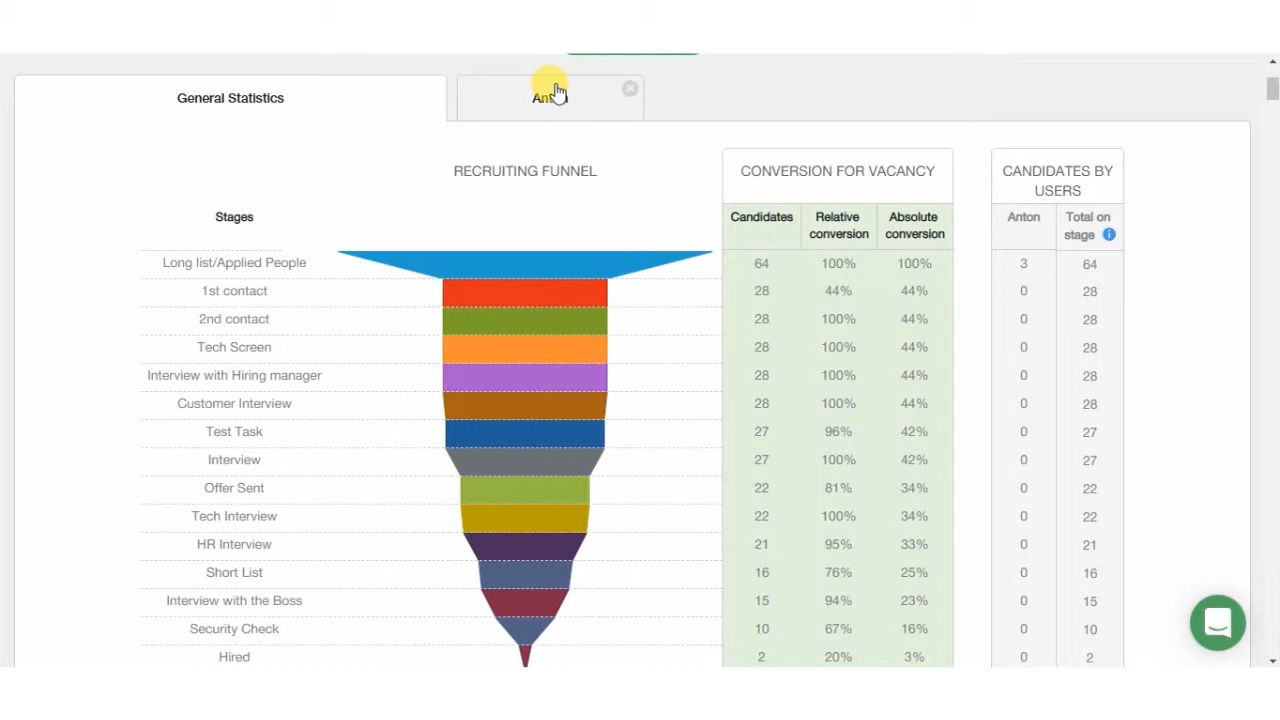 General Statistics
RECRUITING FUNNEL
CONVERSION FOR VACANCY
CANDIDATES BY
USERS
Stages
Candidates Relative conversion Absolute conversion
Anton Total on stage
Long list/Applied People 64 100% 100% 3 64
1st contact 28 44% 44% 0 28
2nd contact 28 100% 44% 0 28
Tech Screen 28 100% 44% 0 28
Interview with Hiring manager 28 100% 44% 0 28
Customer Interview 28 100% 44% 0 28
Test Task 27 96% 42% 0 27
Interview 27 100% 42% 0 27
Offer Sent 22 81% 34% 0 22
Tech Interview 22 100% 34% 0 22
HR Interview 21 95% 33% 0 21
Short List 16 76% 25% 0 16
Interview with the Boss 15 94% 23% 0 15
Security Check 10 67% 16% 0 10
Hired 2 20% 3% 0 2